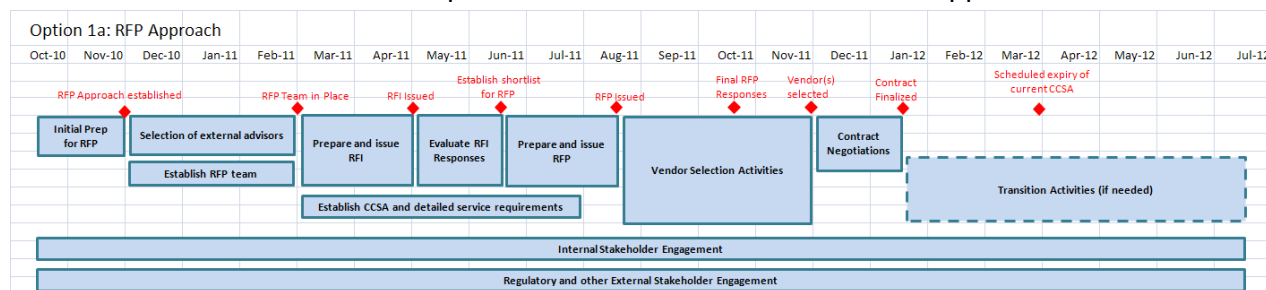 Option 1a: RFP Approach
Oct-10 Nov-10 Dec-10 Jan-11 Feb-11 Mar-11 Apr-11 May-11 Jun-11 Jul-11 Aug-11 Sep-11 Oct-11 Nov-11 Dec-11 Jan-12 Feb-12 Mar-12 Apr-12 May-12 Jun-12 Jul-12
RFP Approach established
RFP Team in Place
RFI Issued
Establish shortlist
for RFP
RFP Issued
Final RFP
Responses
Vendor(s)
selected
Contract
Finalized
Scheduled expiry of
current CCSA
Initial Prep
for RFP
Selection of external advisors
Establish RFP team
Prepare and issue
RFI
Evaluate RFI
Responses
Prepare and issue
RFP
Establish CCSA and detailed service requirements
Vendor Selection Activities
Contract
Negotiations
Transition Activities (if needed)
Internal Stakeholder Engagement
Regulatory and other External Stakeholder Engagement